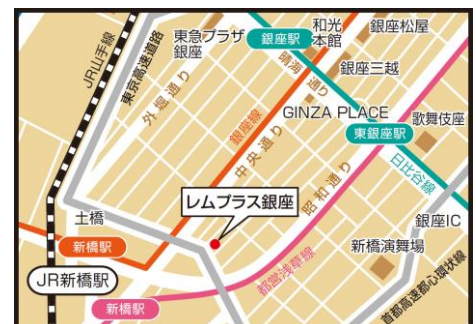 東急プラザ
銀座
銀座駅
和光
本館
銀座松屋
JR山手線
東京高速道路
外堀通り
晴海通り
銀座三越
GINZA PLACE
歌舞伎座
銀座線
中央通り
昭和通り
東銀座駅
日比谷線
土橋
レムプラス銀座
銀座IC
新橋駅
新橋演舞場
JR新橋駅
都営浅草線
新橋駅
首都高速都心環状線